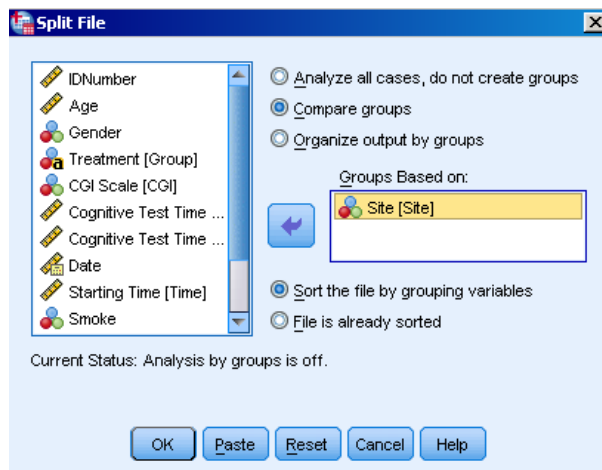 Split File
IDNumber
Age
Gender
Treatment [Group]
CGI Scale [CGI]
Cognitive Test Time ...
Cognitive Test Time ...
Date
Starting Time [Time]
Smoke
Analyze all cases, do not create groups
Compare groups
Organize output by groups
Groups Based on:
Site [Site]
Sort the file by grouping variables
File is already sorted
Current Status: Analysis by groups is off.
OK Paste Reset Cancel Help